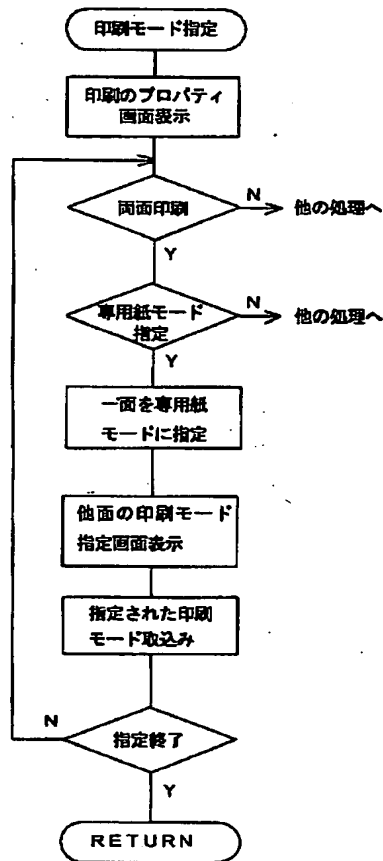 印刷モード指定
印刷のプロパティ
画面表示
両面印刷
N
他の処理へ
Y
専用紙モード
指定
N
他の処理へ
Y
一面を専用紙
モードに指定
他面の印刷モード
指定画面表示
指定された印刷
モード取込み
N
指定終了
Y
RETURN